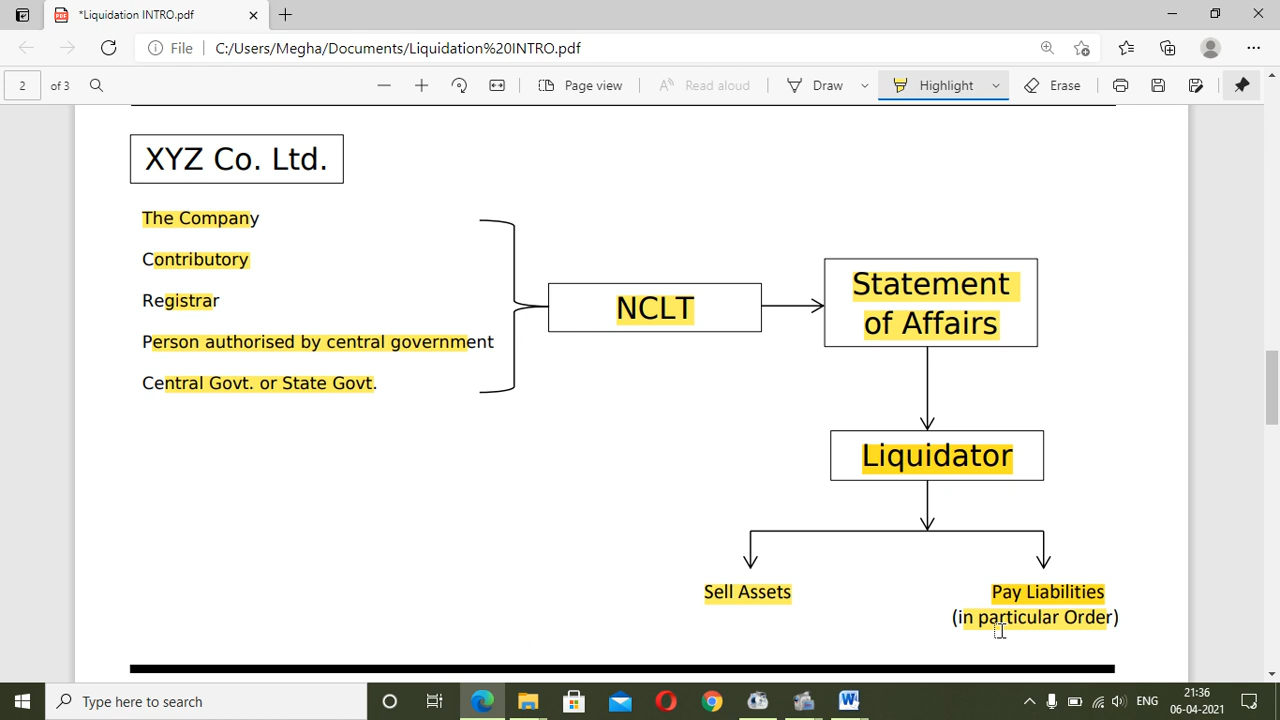 *Liquidation INTRO.pdf
File
C:/Users/Megha/Documents/Liquidation%20INTRO.pdf
2 of 3
Page view
Read aloud
Draw
Highlight
Erase
XYZ Co. Ltd.
The Company
Contributory
Registrar
Person authorised by central government
Central Govt. or State Govt.
NCLT
Statement
of Affairs
Liquidator
Sell Assets
Pay Liabilities
(in particular Order)
Type here to search
ENG
21:36
06-04-2021